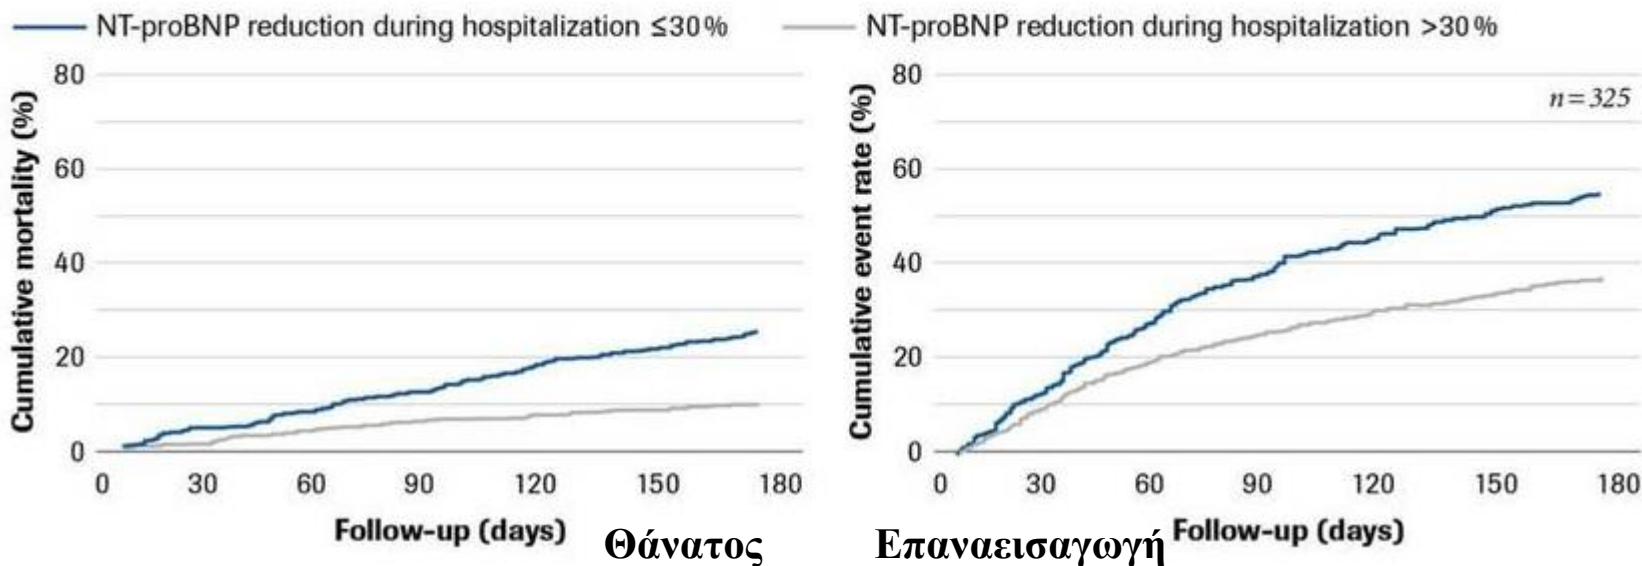 NT-proBNP reduction during hospitalization ≤30%
NT-proBNP reduction during hospitalization >30%
Cumulative mortality (%)
80
60
40
20
0
0 30 60 90 120 150 180
Follow-up (days)
Θάνατος
Cumulative event rate (%)
80
60
40
20
0
n=325
0 30 60 90 120 150 180
Follow-up (days)
Επαναεισαγωγή